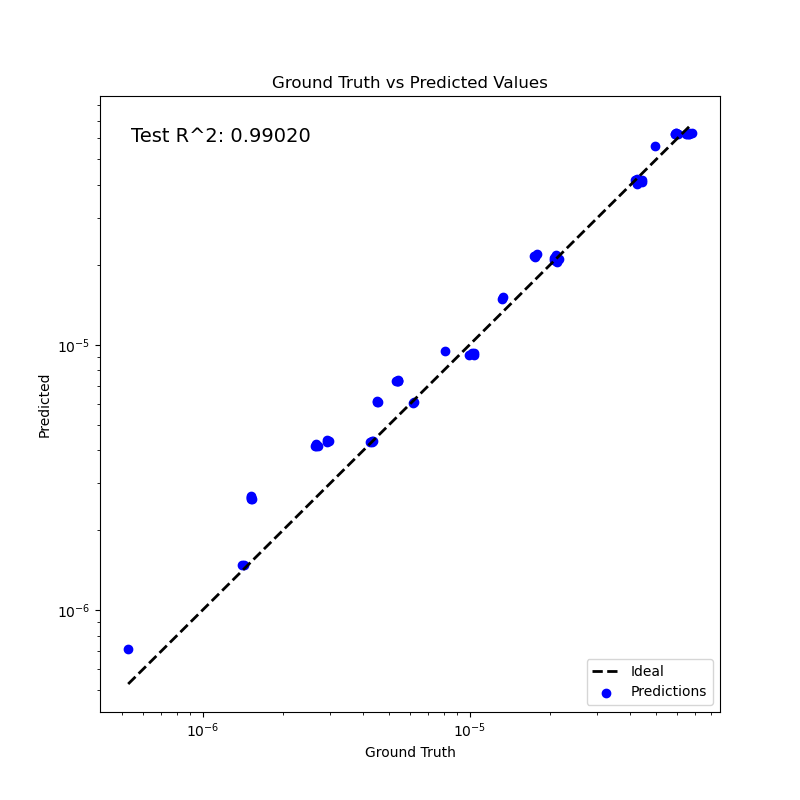 Ground Truth vs Predicted Values
Test R^2: 0.99020
10⁻⁵
10⁻⁶
Predicted
10⁻⁶
10⁻⁵
Ground Truth
Ideal
Predictions